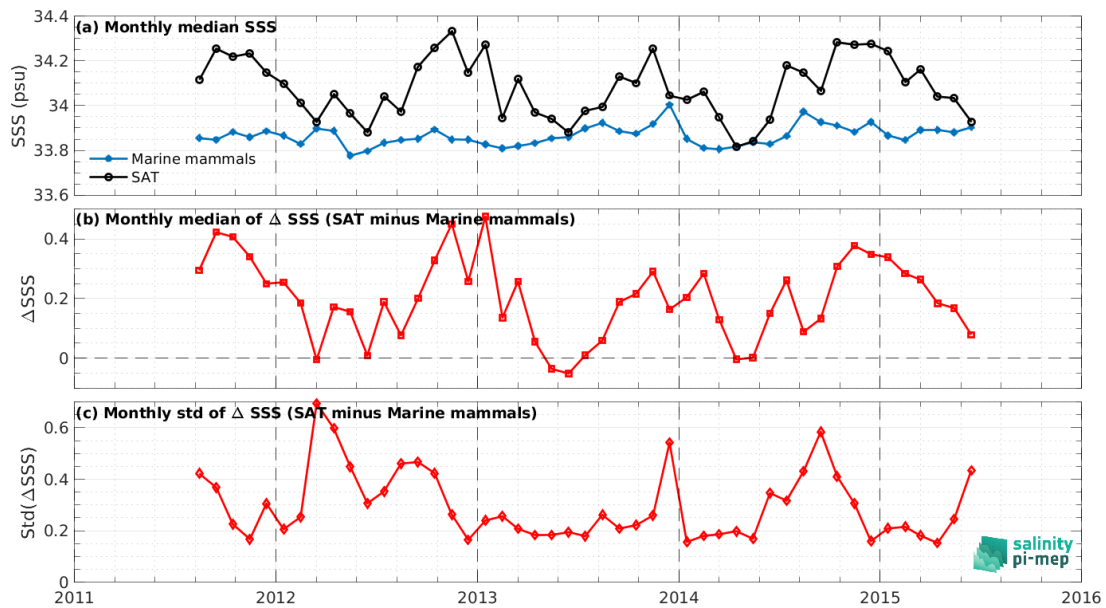 (a) Monthly median SSS
34.4
34.2
34
33.8
33.6
SSS (psu)
Marine mammals
SAT
(b) Monthly median of Δ SSS (SAT minus Marine mammals)
0.4
0.2
0
ΔSSS
(c) Monthly std of Δ SSS (SAT minus Marine mammals)
0.6
0.4
0.2
0
Std(ΔSSS)
2011 2012 2013 2014 2015 2016
salinity
pi-mep